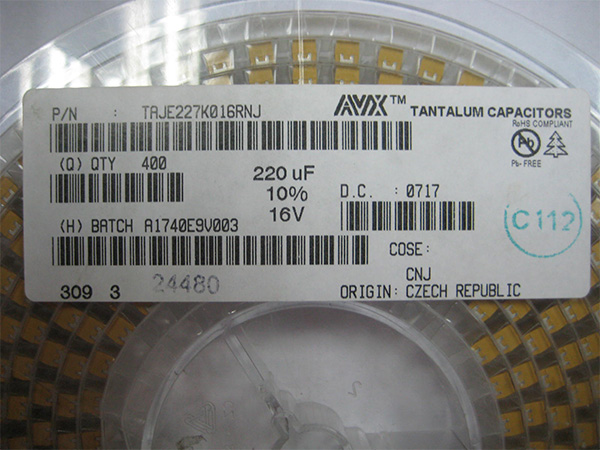 P/N : TAJE227K016RNJ
AVX™ TANTALUM CAPACITORS
RoHS COMPLIANT
Pb
Pb- FREE
(Q) QTY 400
220 uF
10%
16V
D.C. : 0717
(H) BATCH A1740E9V003
C112
COSE:
CNJ
309 3
24480
ORIGIN: CZECH REPUBLIC